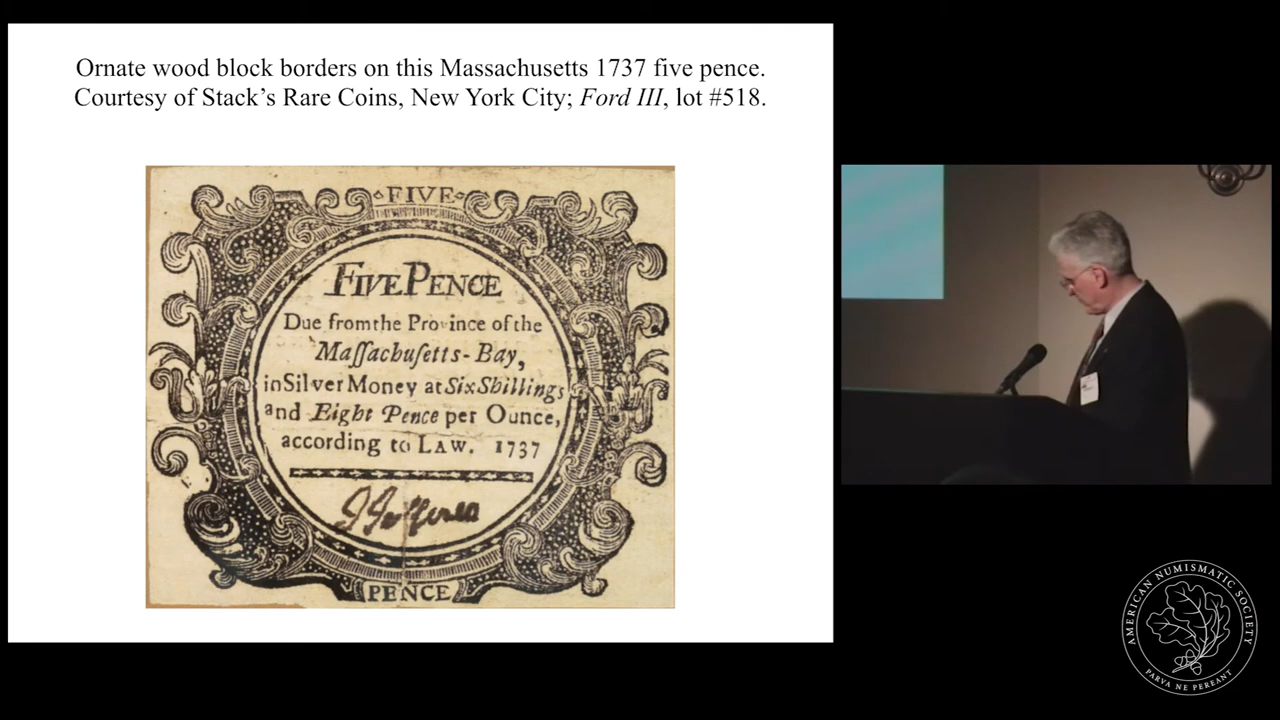 Ornate wood block borders on this Massachusetts 1737 five pence.
Courtesy of Stack's Rare Coins, New York City; Ford III, lot #518.
FIVE
FIVE PENCE
Due from the Province of the
Maſſachuſetts-Bay,
in Silver Money at Six Shillings
and Eight Pence per Ounce,
according to LAW. 1737
J Jeffries
PENCE
AMERICAN NUMISMATIC SOCIETY
PARVA NE PEREANT